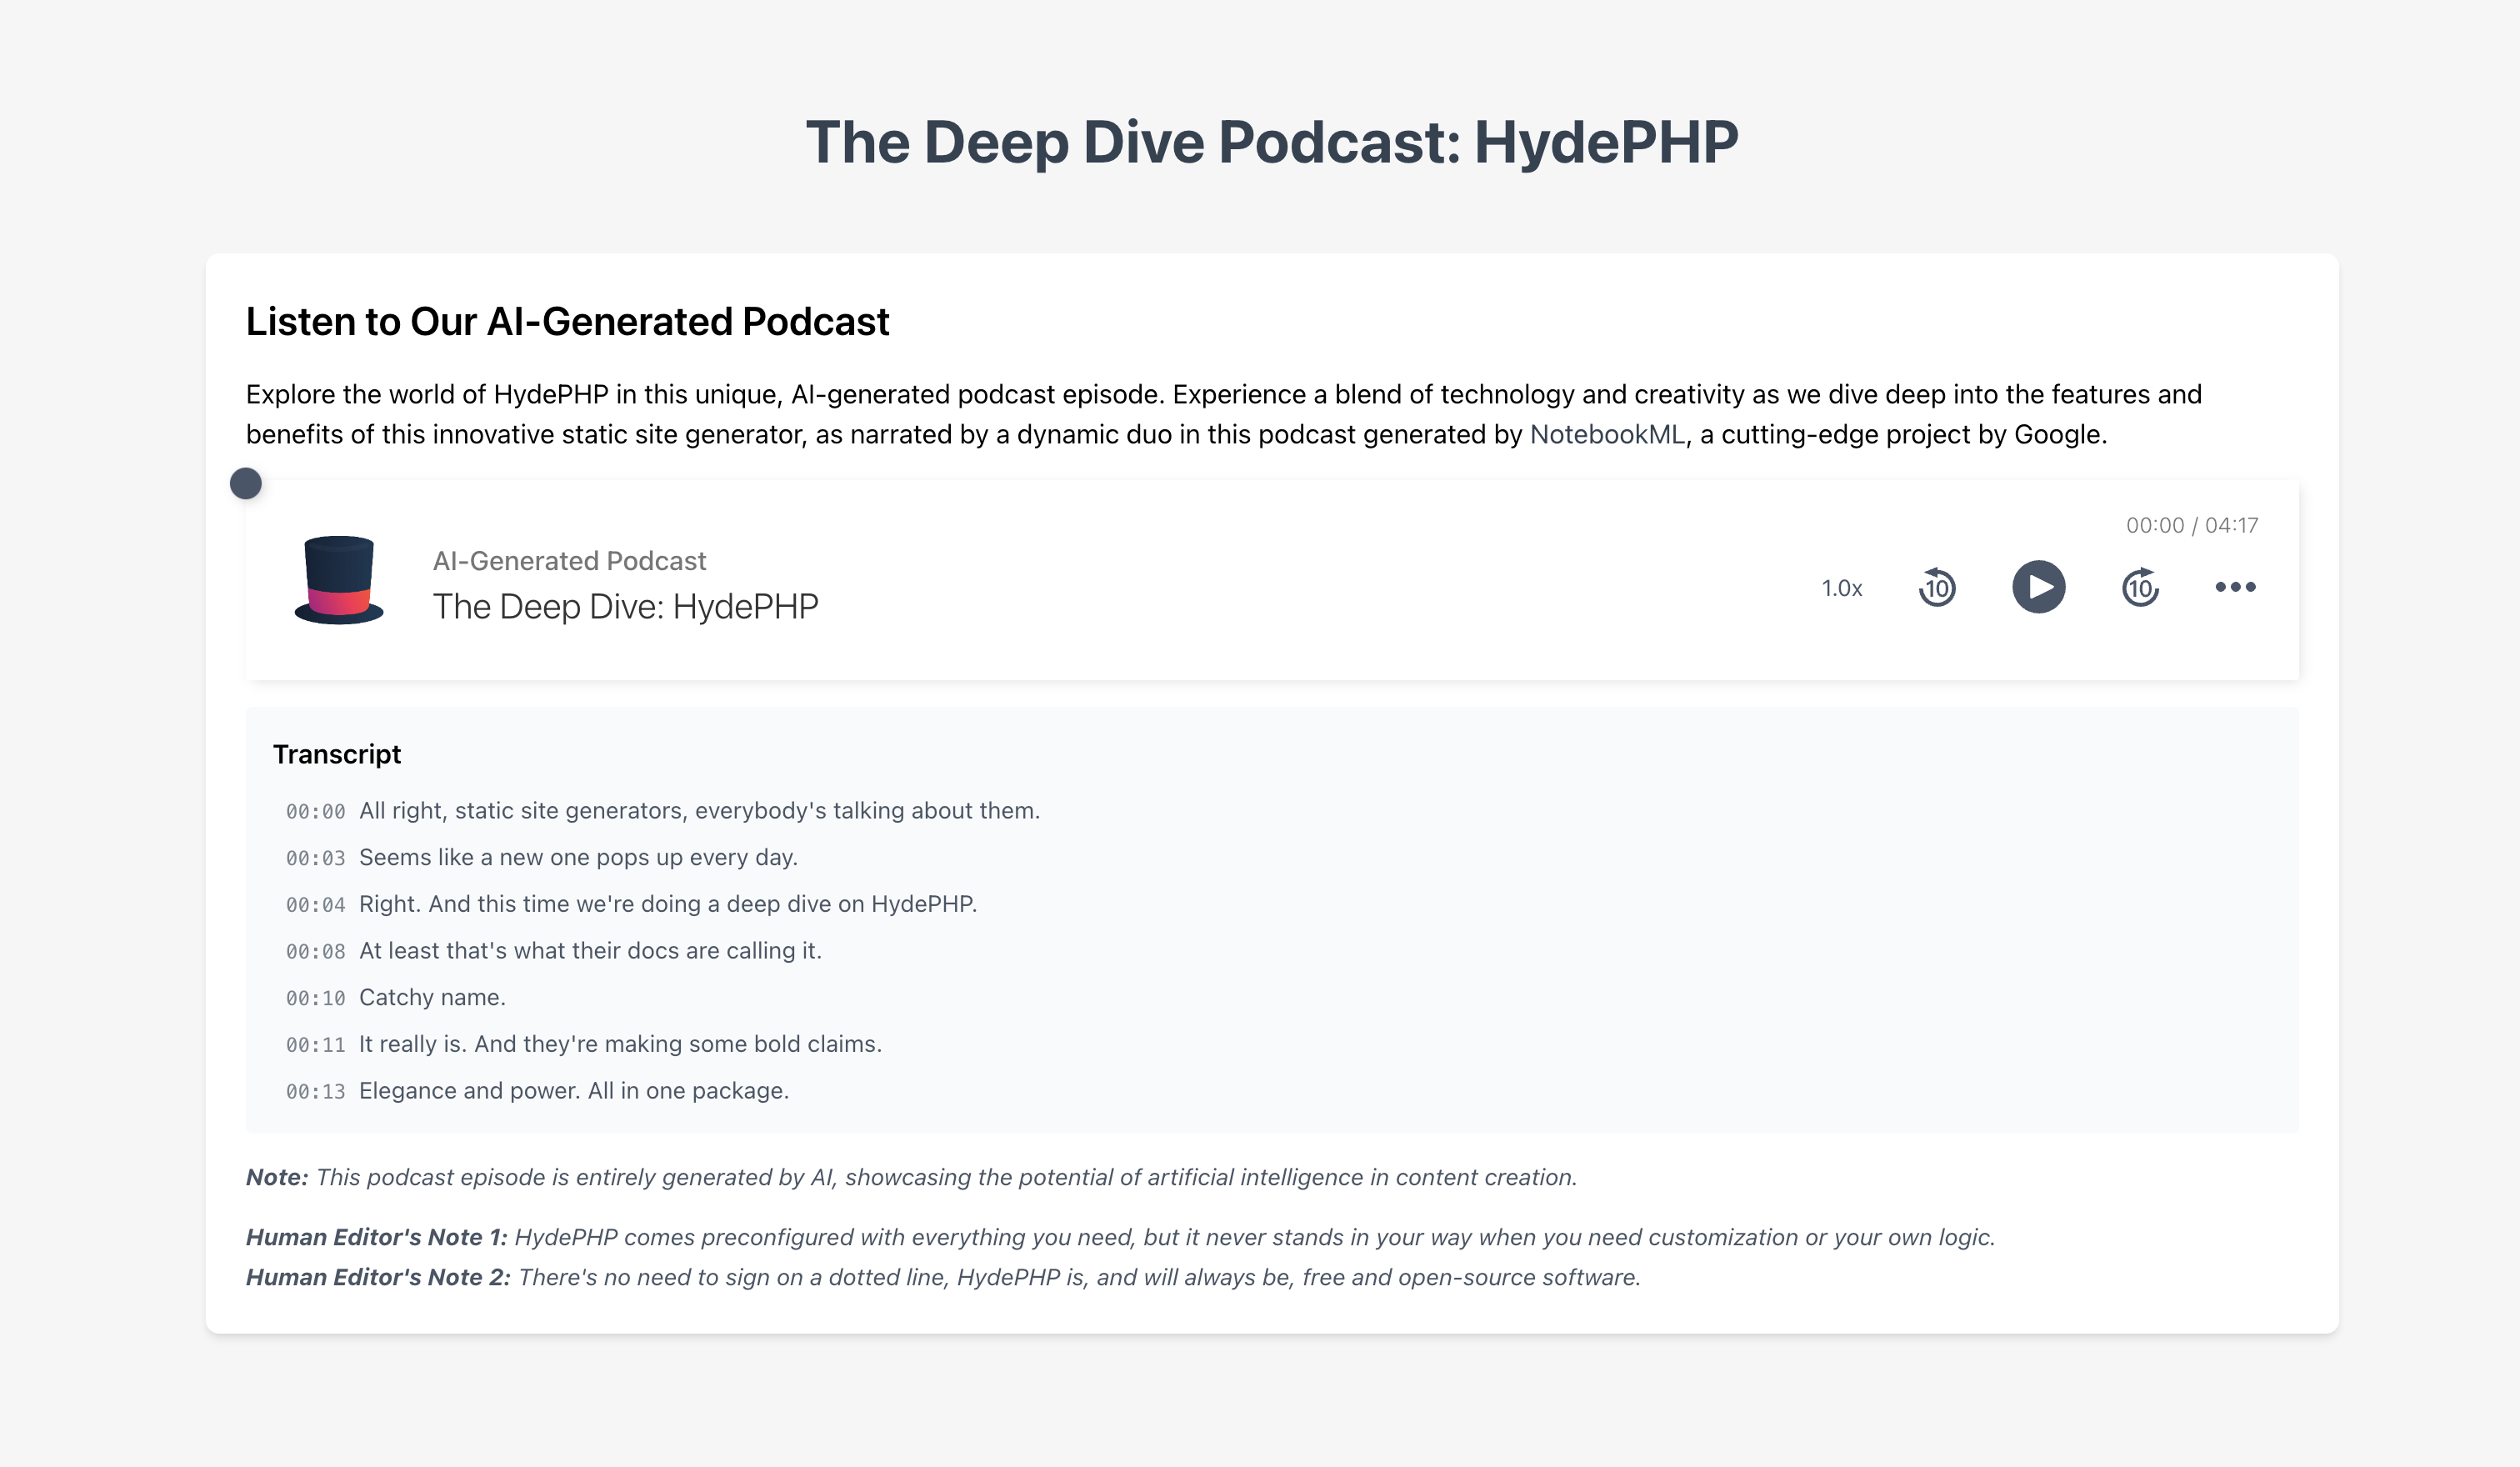 The Deep Dive Podcast: HydePHP
Listen to Our AI-Generated Podcast
Explore the world of HydePHP in this unique, AI-generated podcast episode. Experience a blend of technology and creativity as we dive deep into the features and
benefits of this innovative static site generator, as narrated by a dynamic duo in this podcast generated by NotebookML, a cutting-edge project by Google.
00:00 / 04:17
AI-Generated Podcast
The Deep Dive: HydePHP
1.0x 10 10
Transcript
00:00 All right, static site generators, everybody's talking about them.
00:03 Seems like a new one pops up every day.
00:04 Right. And this time we're doing a deep dive on HydePHP.
00:08 At least that's what their docs are calling it.
00:10 Catchy name.
00:11 It really is. And they're making some bold claims.
00:13 Elegance and power. All in one package.
Note: This podcast episode is entirely generated by AI, showcasing the potential of artificial intelligence in content creation.
Human Editor's Note 1: HydePHP comes preconfigured with everything you need, but it never stands in your way when you need customization or your own logic.
Human Editor's Note 2: There's no need to sign on a dotted line, HydePHP is, and will always be, free and open-source software.